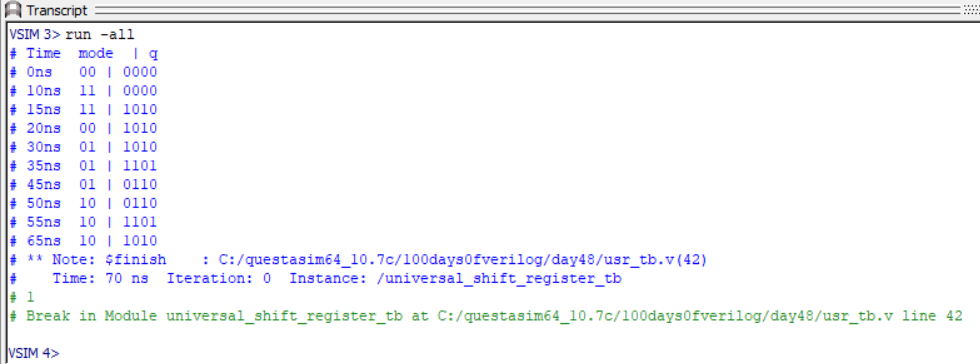 Transcript
VSIM 3> run -all
# Time  mode  | q
# 0ns   00 | 0000
# 10ns  11 | 0000
# 15ns  11 | 1010
# 20ns  00 | 1010
# 30ns  01 | 1010
# 35ns  01 | 1101
# 45ns  01 | 0110
# 50ns  10 | 0110
# 55ns  10 | 1101
# 65ns  10 | 1010
# ** Note: $finish    : C:/questasim64_10.7c/100days0fverilog/day48/usr_tb.v(42)
#    Time: 70 ns  Iteration: 0  Instance: /universal_shift_register_tb
# 1
# Break in Module universal_shift_register_tb at C:/questasim64_10.7c/100days0fverilog/day48/usr_tb.v line 42
VSIM 4>